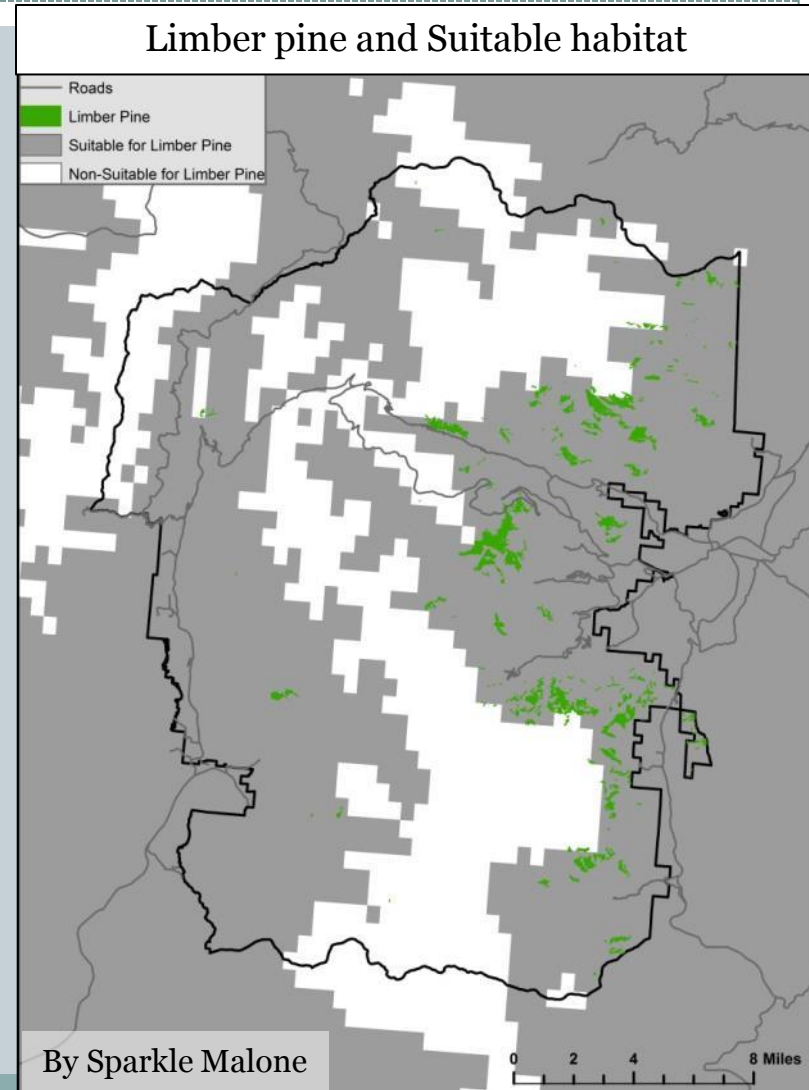 Limber pine and Suitable habitat
Roads
Limber Pine
Suitable for Limber Pine
Non-Suitable for Limber Pine
By Sparkle Malone
0 2 4 8 Miles